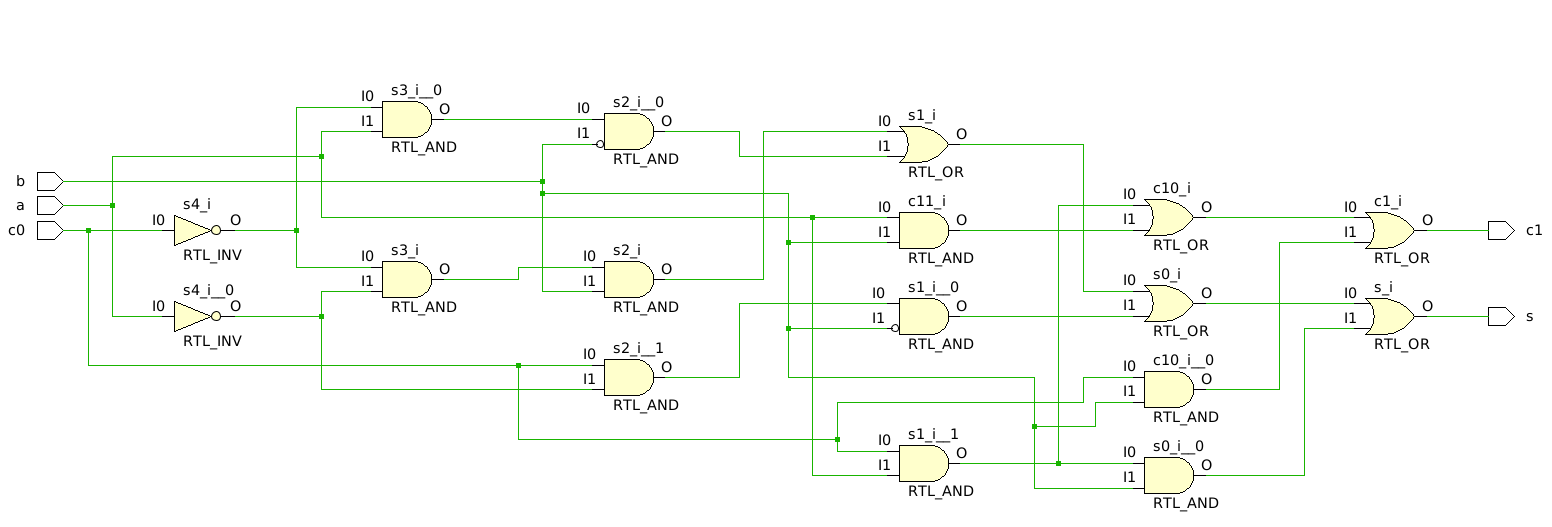 s3_i__0
I0
O
I1
RTL_AND
s2_i__0
I0
O
I1
RTL_AND
s1_i
I0
O
I1
RTL_OR
b
a
c0
s4_i
I0
O
RTL_INV
s3_i
I0
O
I1
RTL_AND
s2_i
I0
O
I1
RTL_AND
c11_i
I0
O
I1
RTL_AND
c10_i
I0
O
I1
RTL_OR
c1_i
I0
O
I1
RTL_OR
c1
s4_i__0
I0
O
RTL_INV
s1_i__0
I0
O
I1
RTL_AND
s0_i
I0
O
I1
RTL_OR
s_i
I0
O
I1
RTL_OR
s
s2_i__1
I0
O
I1
RTL_AND
c10_i__0
I0
O
I1
RTL_AND
s1_i__1
I0
O
I1
RTL_AND
s0_i__0
I0
O
I1
RTL_AND